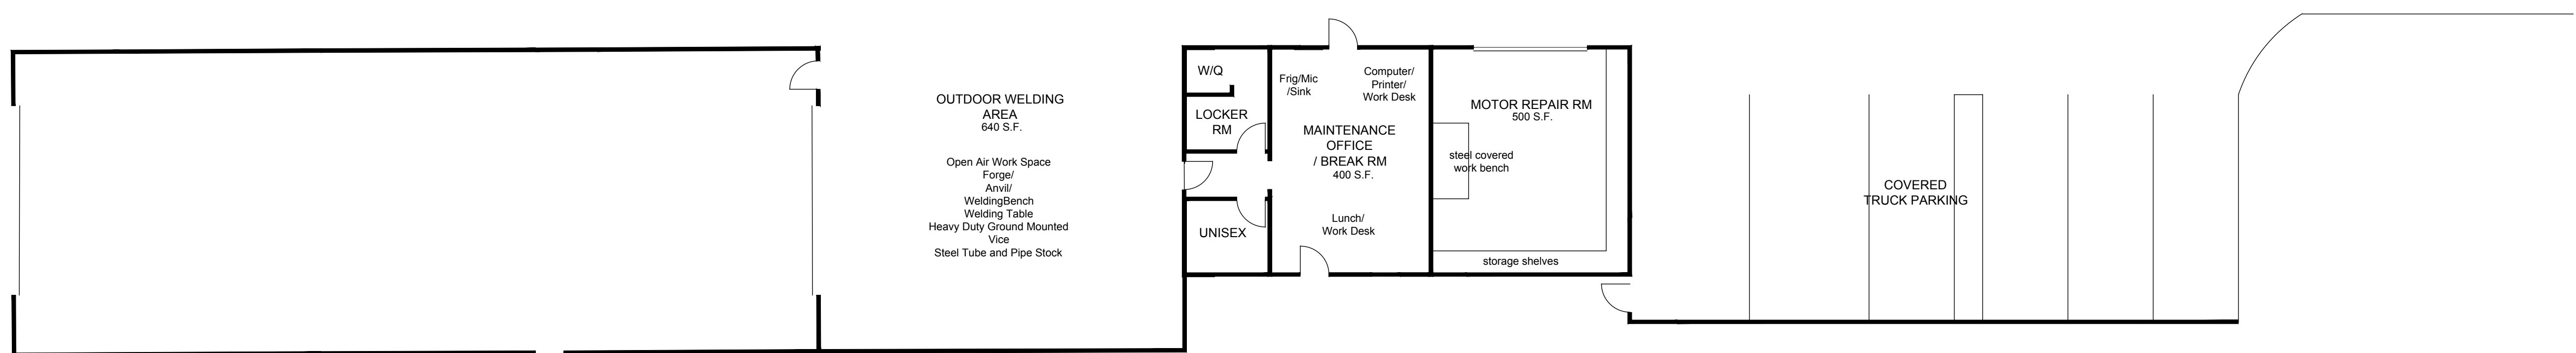 OUTDOOR WELDING
AREA
640 S.F.
Open Air Work Space
Forge/
Anvil/
WeldingBench
Welding Table
Heavy Duty Ground Mounted
Vice
Steel Tube and Pipe Stock
W/Q
LOCKER
RM
UNISEX
Frig/Mic
/Sink
Computer/
Printer/
Work Desk
MAINTENANCE
OFFICE
/ BREAK RM
400 S.F.
Lunch/
Work Desk
MOTOR REPAIR RM
500 S.F.
steel covered
work bench
storage shelves
COVERED
TRUCK PARKING